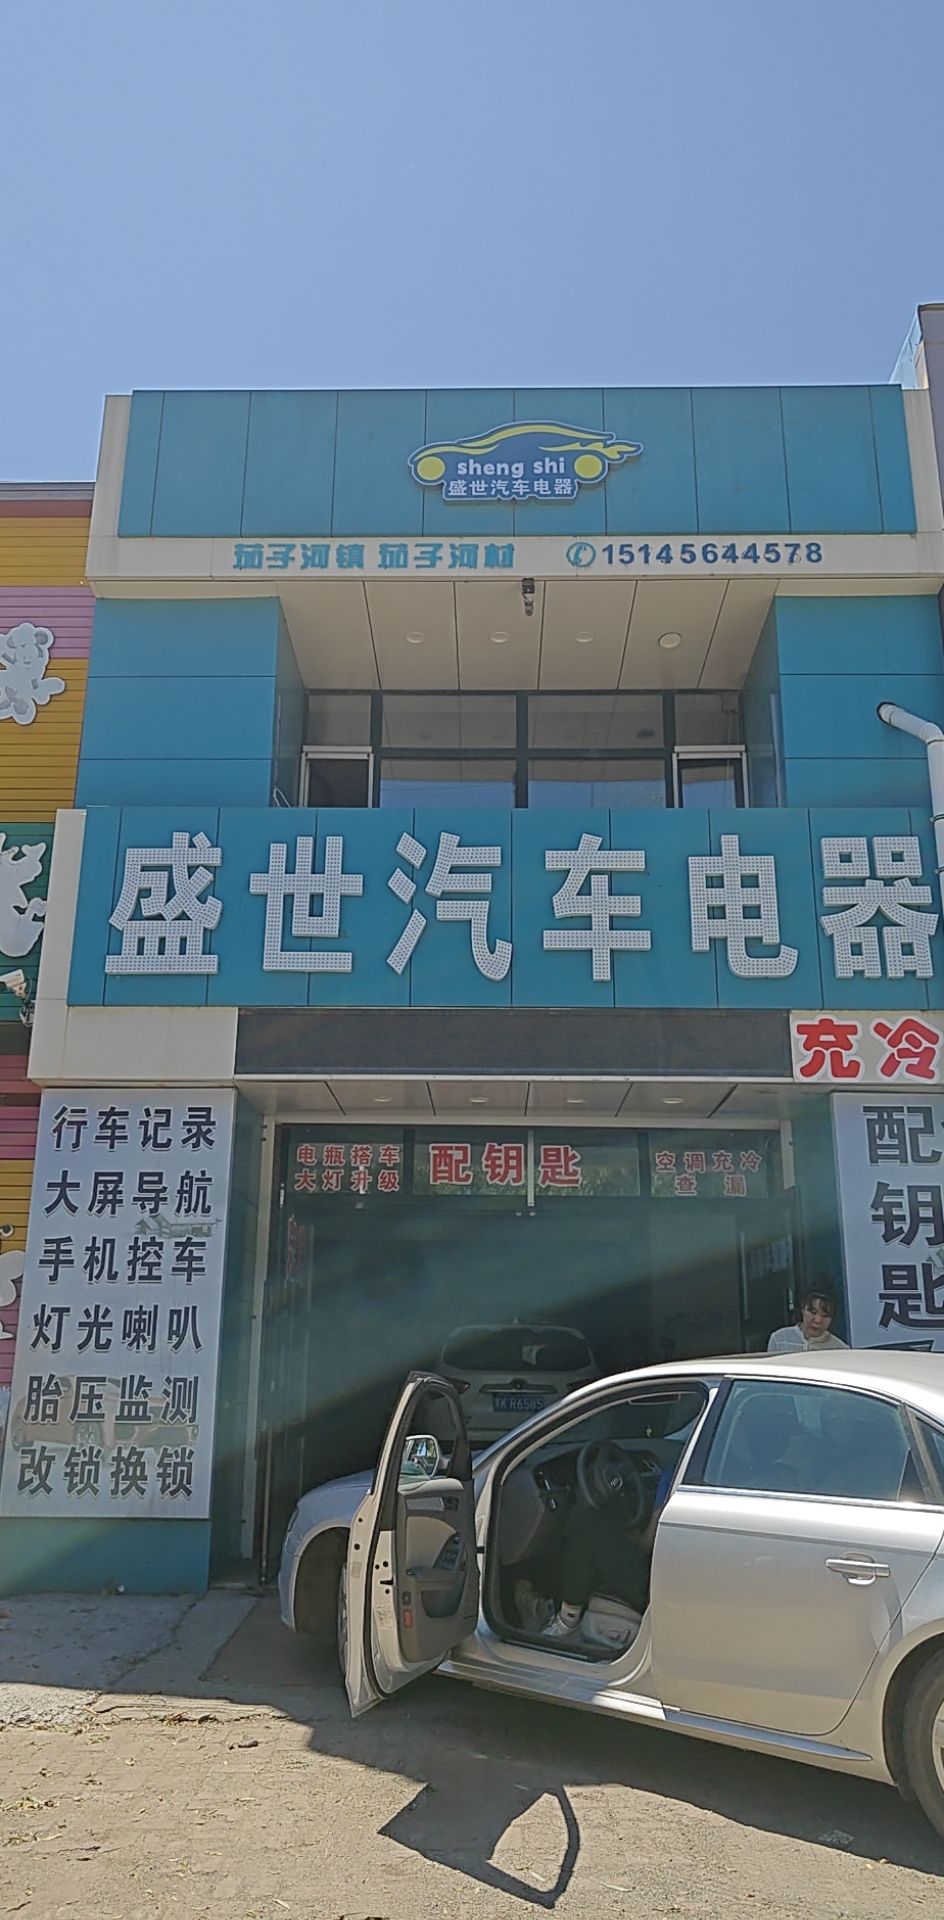 sheng shi
盛世汽车电器
茄子河镇 茄子河村 ✆15145644578
盛世汽车电器
充冷
行车记录
大屏导航
手机控车
灯光喇叭
胎压监测
改锁换锁
电瓶搭车
大灯升级
配钥匙
空调充冷
查漏
配
钥
匙
R6585